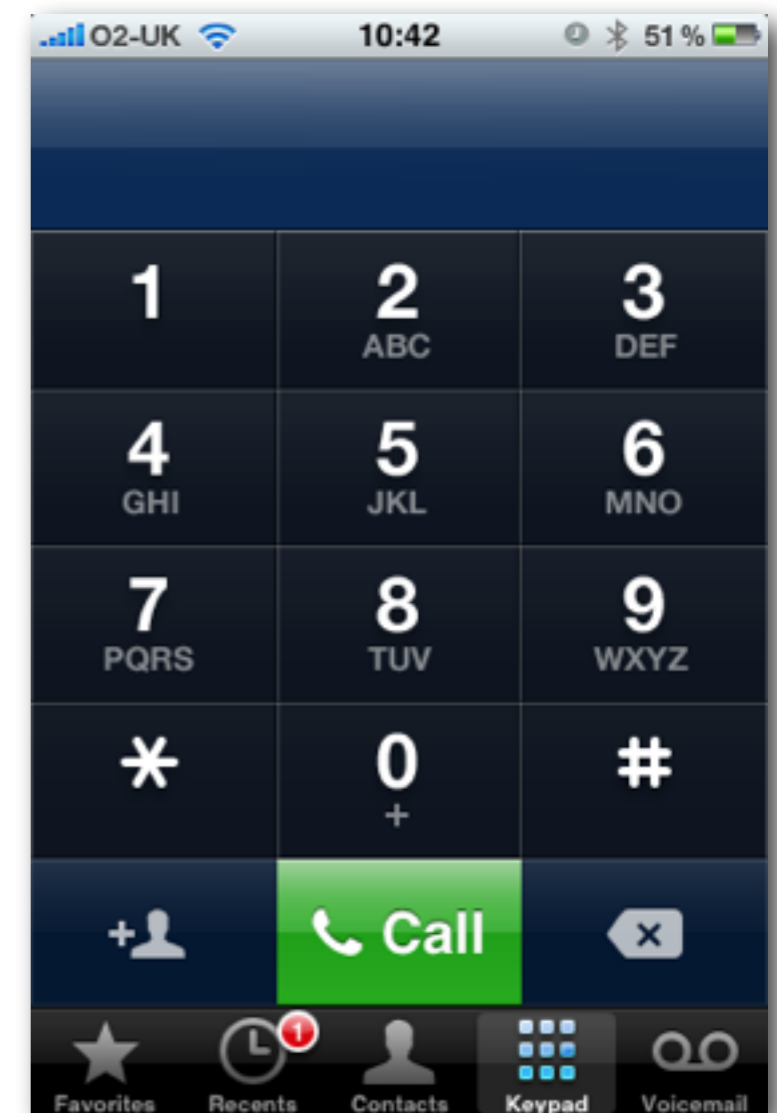 O2-UK 10:42 51%
1 2 3
ABC DEF
4 5 6
GHI JKL MNO
7 8 9
PQRS TUV WXYZ
* 0 #
+
+ Call ×
1
Favorites Recents Contacts Keypad Voicemail